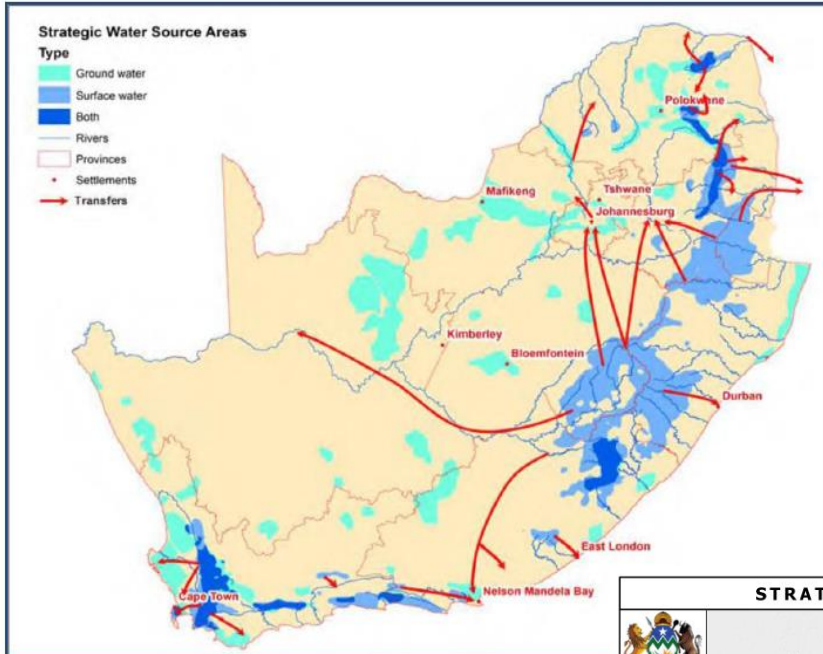 Strategic Water Source Areas
Type
Ground water
Surface water
Both
Rivers
Provinces
Settlements
Transfers
Polokwane
Mafikeng
Tshwane
Johannesburg
Kimberley
Bloemfontein
Durban
East London
Nelson Mandela Bay
Cape Town
STRAT